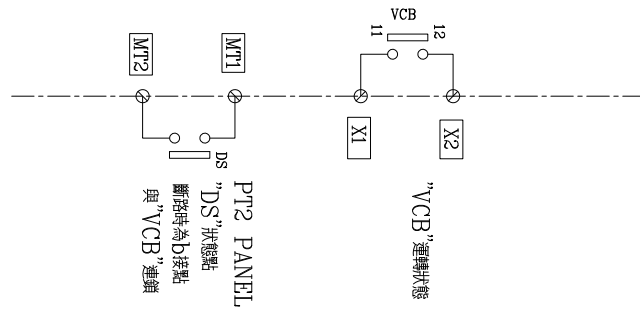 VCB
11
12
MT2
MT1
X1
X2
DS
PT2 PANEL
"DS"狀態點
斷路時為b接點
與"VCB"連鎖
"VCB"運轉狀態